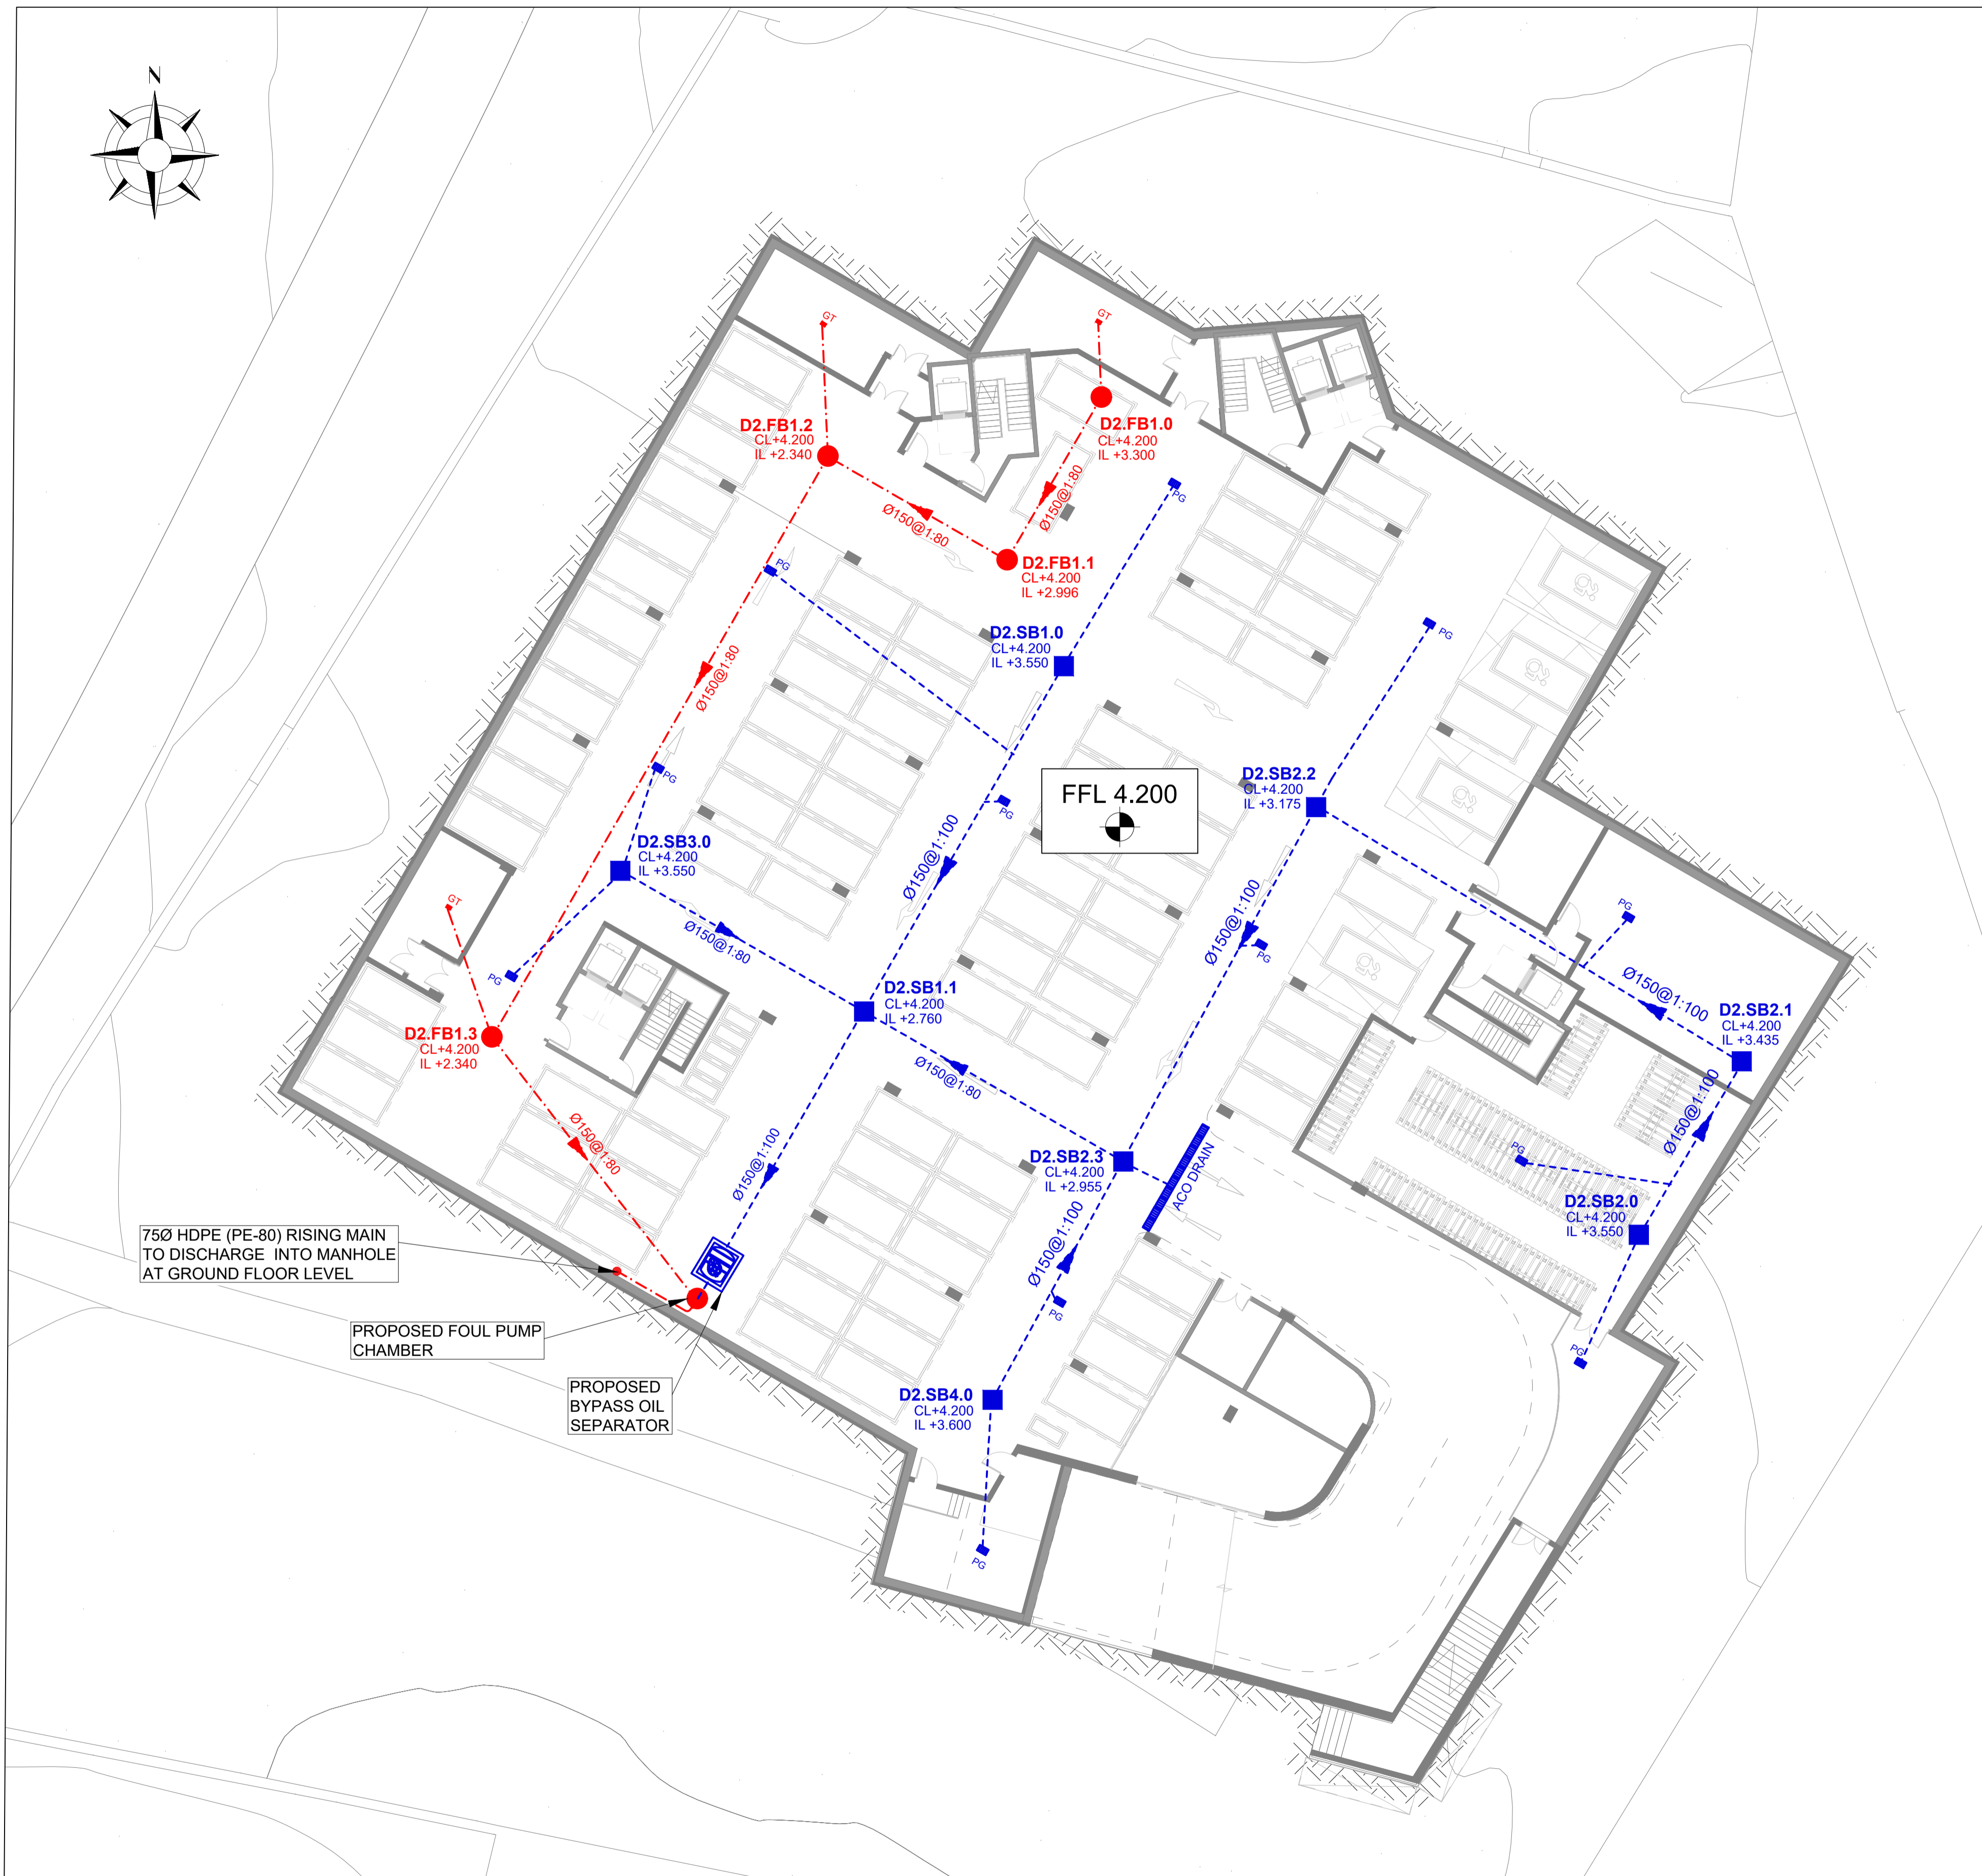 N
GT
GT
D2.FB1.2
CL+4.200
IL +2.340
D2.FB1.0
CL+4.200
IL +3.300
Ø150@1:80
Ø150@1:80
PG
D2.FB1.1
CL+4.200
IL +2.996
PG
D2.SB1.0
CL+4.200
IL +3.550
PG
Ø150@1:80
PG
FFL 4.200
D2.SB2.2
CL+4.200
IL +3.175
PG
D2.SB3.0
CL+4.200
IL +3.550
Ø150@1:100
GT
Ø150@1:80
Ø150@1:100
PG
PG
PG
D2.SB1.1
CL+4.200
IL +2.760
Ø150@1:100
D2.SB2.1
CL+4.200
IL +3.435
D2.FB1.3
CL+4.200
IL +2.340
Ø150@1:80
Ø150@1:80
Ø150@1:100
Ø150@1:100
D2.SB2.3
CL+4.200
IL +2.955
ACO DRAIN
PG
D2.SB2.0
CL+4.200
IL +3.550
75Ø HDPE (PE-80) RISING MAIN
TO DISCHARGE INTO MANHOLE
AT GROUND FLOOR LEVEL
Ø150@1:100
PG
PROPOSED FOUL PUMP
CHAMBER
PG
PROPOSED
BYPASS OIL
SEPARATOR
D2.SB4.0
CL+4.200
IL +3.600
PG